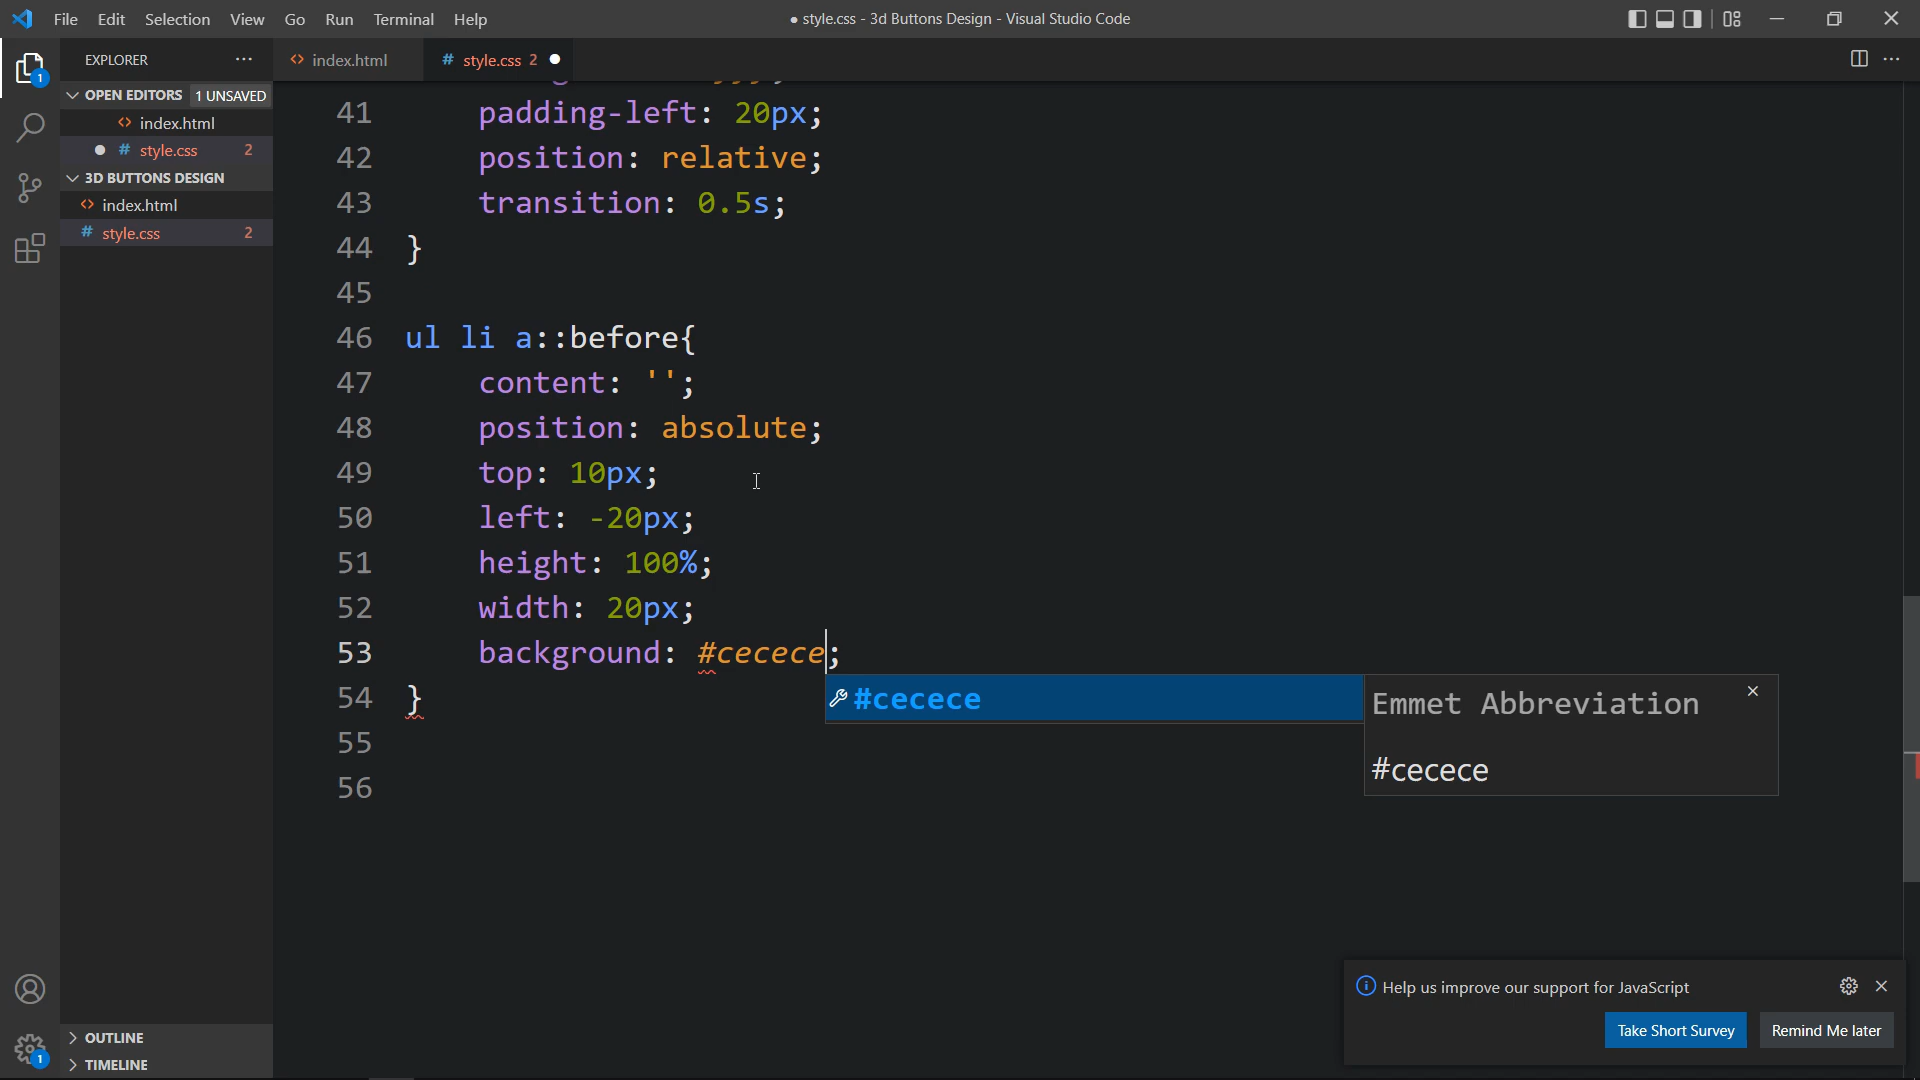 File Edit Selection View Go Run Terminal Help
● style.css - 3d Buttons Design - Visual Studio Code
EXPLORER ···
<> index.html
# style.css 2 ●
OPEN EDITORS 1 UNSAVED
<> index.html
● # style.css 2
3D BUTTONS DESIGN
<> index.html
# style.css 2
41 padding-left: 20px;
42 position: relative;
43 transition: 0.5s;
44 }
45
46 ul li a::before{
47 content: '';
48 position: absolute;
49 top: 10px;
50 left: -20px;
51 height: 100%;
52 width: 20px;
53 background: #cecece;
54 }
55
56
#cecece
Emmet Abbreviation
#cecece
1
1
OUTLINE
TIMELINE
Help us improve our support for JavaScript
Take Short Survey
Remind Me later